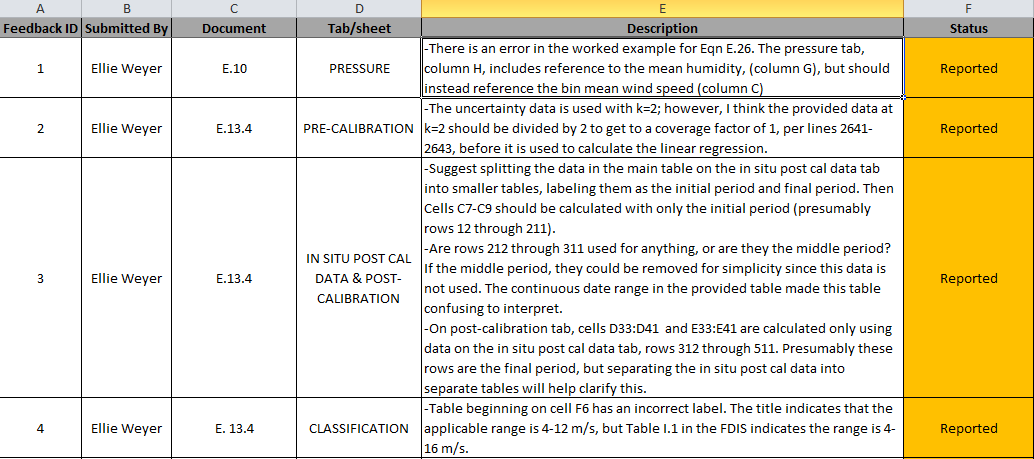 A B C D E F
Feedback ID Submitted By Document Tab/sheet Description Status
1 Ellie Weyer E.10 PRESSURE -There is an error in the worked example for Eqn E.26. The pressure tab,
column H, includes reference to the mean humidity, (column G), but should
instead reference the bin mean wind speed (column C) Reported
2 Ellie Weyer E.13.4 PRE-CALIBRATION -The uncertainty data is used with k=2; however, I think the provided data at
k=2 should be divided by 2 to get to a coverage factor of 1, per lines 2641-
2643, before it is used to calculate the linear regression. Reported
3 Ellie Weyer E.13.4 IN SITU POST CAL
DATA & POST-
CALIBRATION
-Suggest splitting the data in the main table on the in situ post cal data tab
into smaller tables, labeling them as the initial period and final period. Then
Cells C7-C9 should be calculated with only the initial period (presumably
rows 12 through 211).
-Are rows 212 through 311 used for anything, or are they the middle period?
If the middle period, they could be removed for simplicity since this data is
not used. The continuous date range in the provided table made this table
confusing to interpret.
-On post-calibration tab, cells D33:D41 and E33:E41 are calculated only using
data on the in situ post cal data tab, rows 312 through 511. Presumably these
rows are the final period, but separating the in situ post cal data into
separate tables will help clarify this.
Reported
4 Ellie Weyer E. 13.4 CLASSIFICATION -Table beginning on cell F6 has an incorrect label. The title indicates that the
applicable range is 4-12 m/s, but Table I.1 in the FDIS indicates the range is 4-
16 m/s. Reported